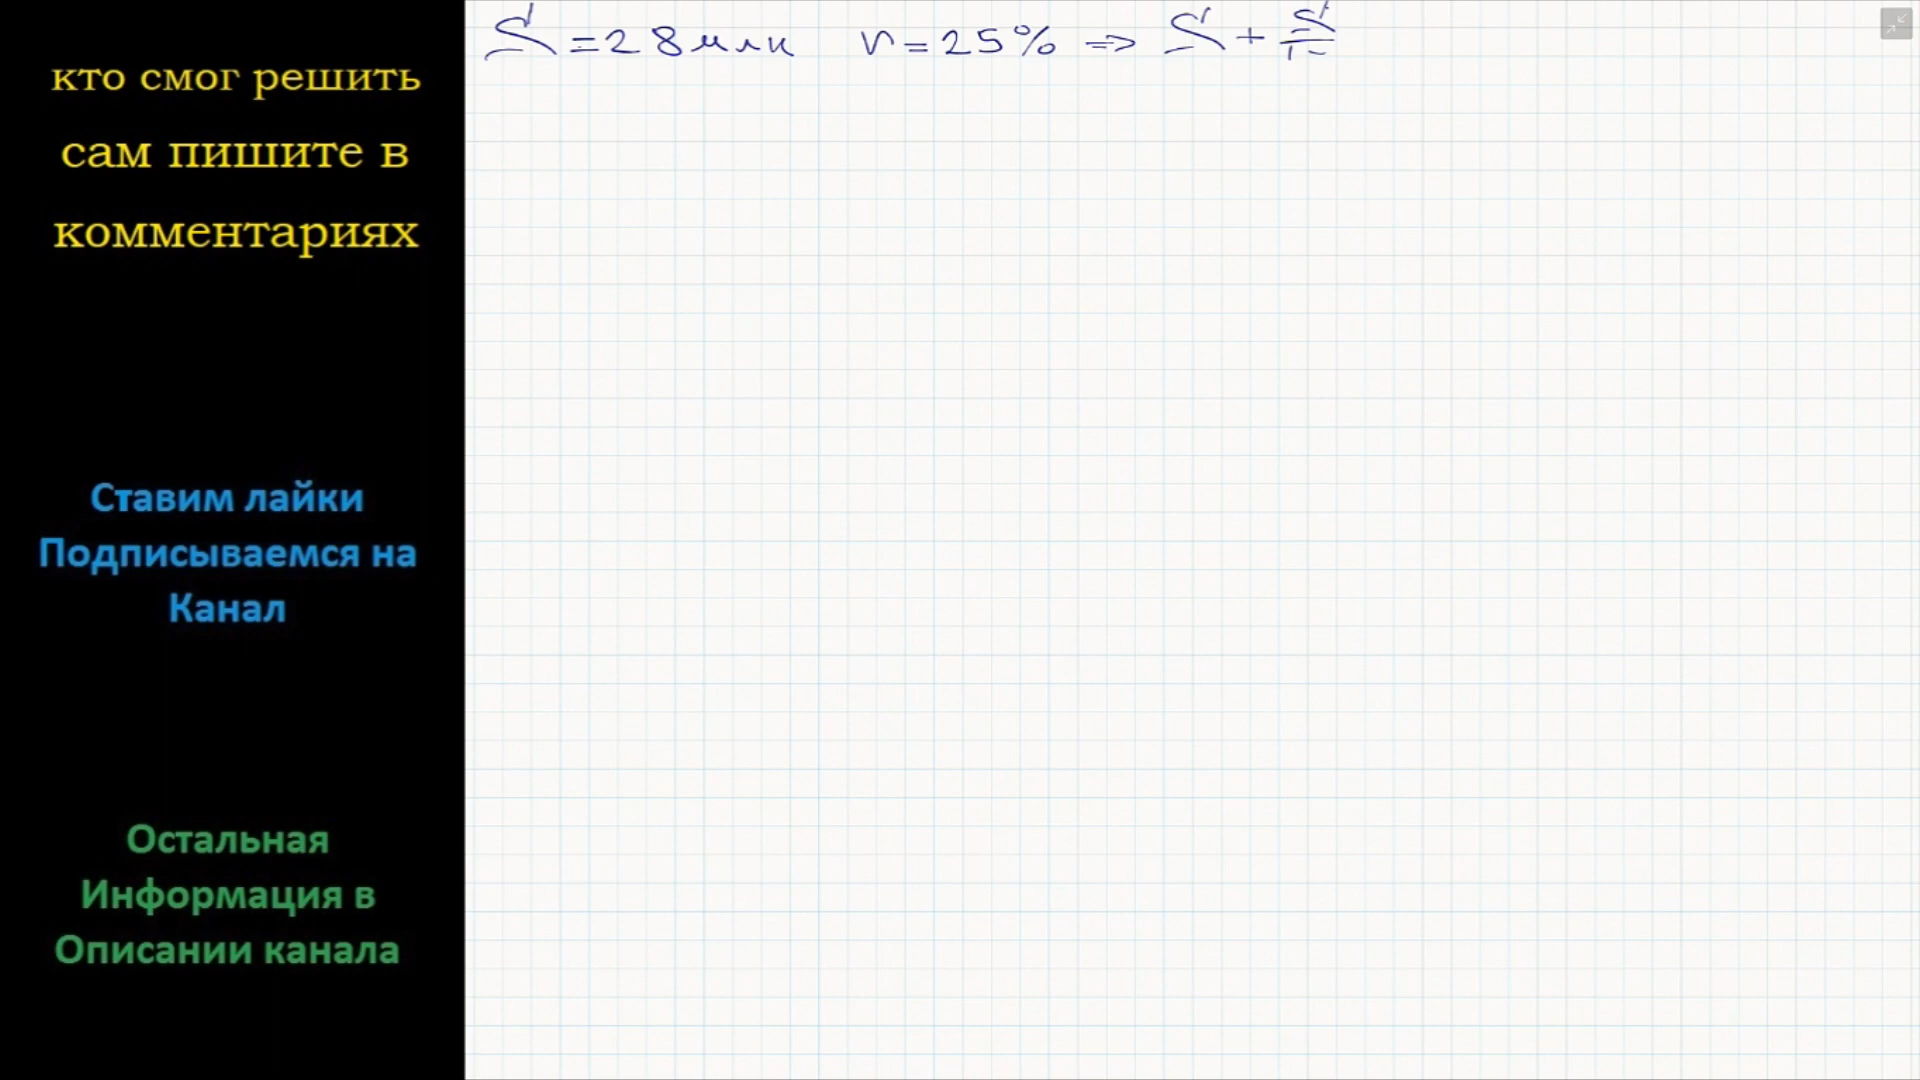 кто смог решить
сам пишите в
комментариях
Ставим лайки
Подписываемся на
Канал
Остальная
Информация в
Описании канала
S = 28 млн r = 25% => S + S/